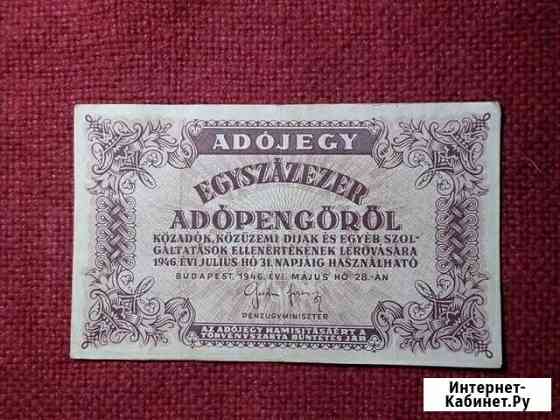 ADÓJEGY
EGYSZÁZEZER
ADÓPENGŐRŐL
KÖZADÓK, KÖZÜZEMI DIJAK ÉS EGYÉB SZOL-
GÁLTATÁSOK ELLENÉRTÉKÉNEK LERÓVÁSÁRA
1946. ÉVI JULIUS HÓ 31. NAPJÁIG HASZNÁLHATÓ
BUDAPEST, 1946. ÉVI MÁJUS HÓ 28.-ÁN
PÉNZÜGYMINISZTER
AZ ADÓJEGY HAMISITÁSÁÉRT A
TÖRVÉNYSZABTA BÜNTETÉS JÁR
Интернет-
Кабинет.Ру